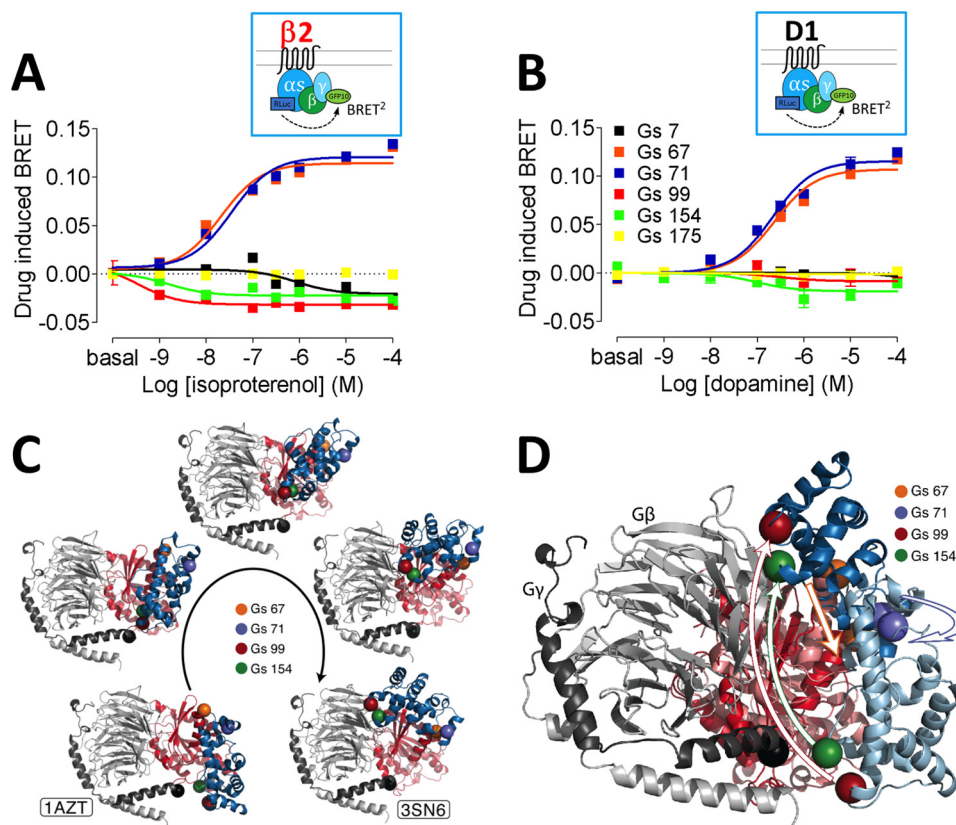 A
β2
αs
β
γ
RLuc
GFP10
BRET2
Drug induced BRET
0.15
0.10
0.05
0.00
-0.05
basal
-9
-8
-7
-6
-5
-4
Log [isoproterenol] (M)
B
D1
αs
β
γ
RLuc
GFP10
BRET2
Drug induced BRET
0.15
0.10
0.05
0.00
-0.05
Gs 7
Gs 67
Gs 71
Gs 99
Gs 154
Gs 175
basal
-9
-8
-7
-6
-5
-4
Log [dopamine] (M)
C
Gs 67
Gs 71
Gs 99
Gs 154
1AZT
3SN6
D
Gβ
Gγ
Gs 67
Gs 71
Gs 99
Gs 154